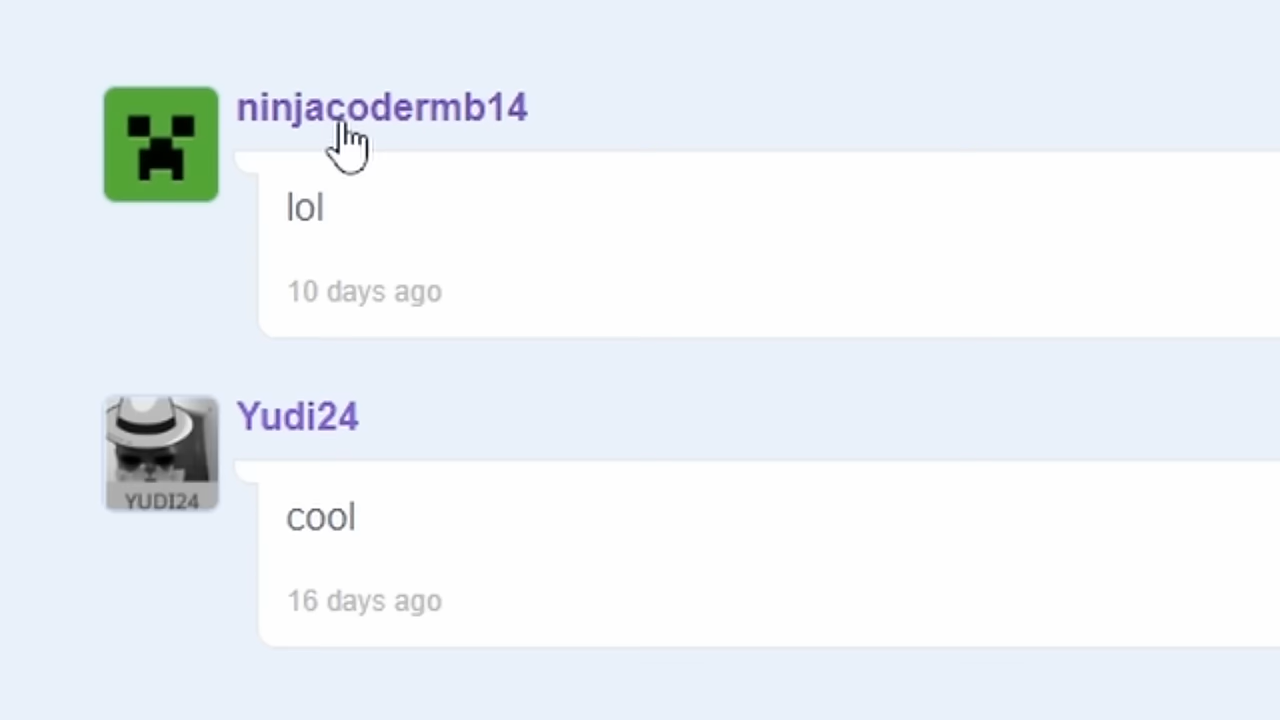 ninjacodermb14
lol
10 days ago
Yudi24
YUDI24
cool
16 days ago